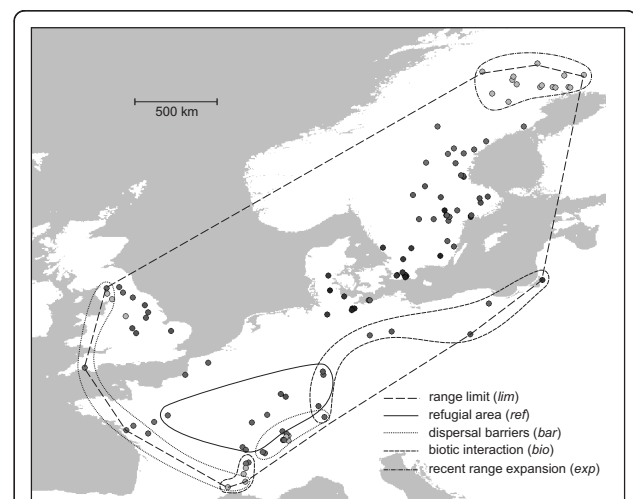 500 km
range limit (lim)
refugial area (ref)
dispersal barriers (bar)
biotic interaction (bio)
recent range expansion (exp)